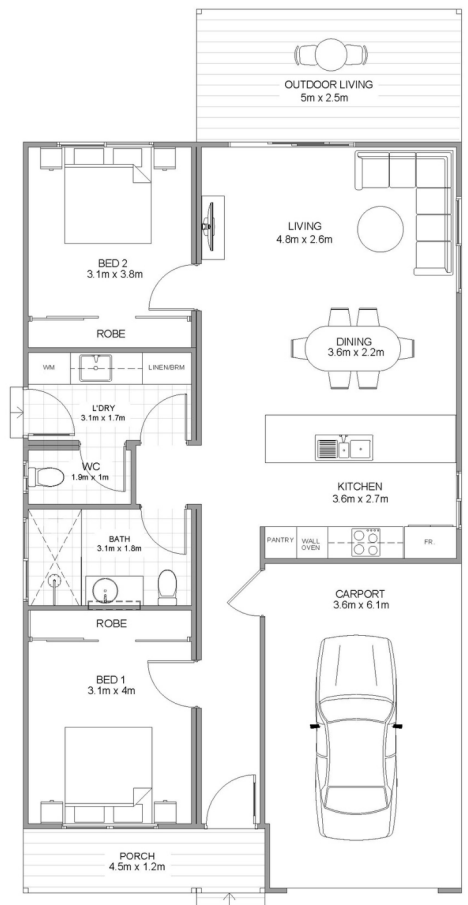 OUTDOOR LIVING
5m x 2.5m
LIVING
4.8m x 2.6m
BED 2
3.1m x 3.8m
ROBE
DINING
3.6m x 2.2m
WM
LINEN/BRM
L'DRY
3.1m x 1.7m
WC
1.9m x 1m
KITCHEN
3.6m x 2.7m
BATH
3.1m x 1.8m
PANTRY
WALL
OVEN
FR.
CARPORT
3.6m x 6.1m
ROBE
BED 1
3.1m x 4m
PORCH
4.5m x 1.2m